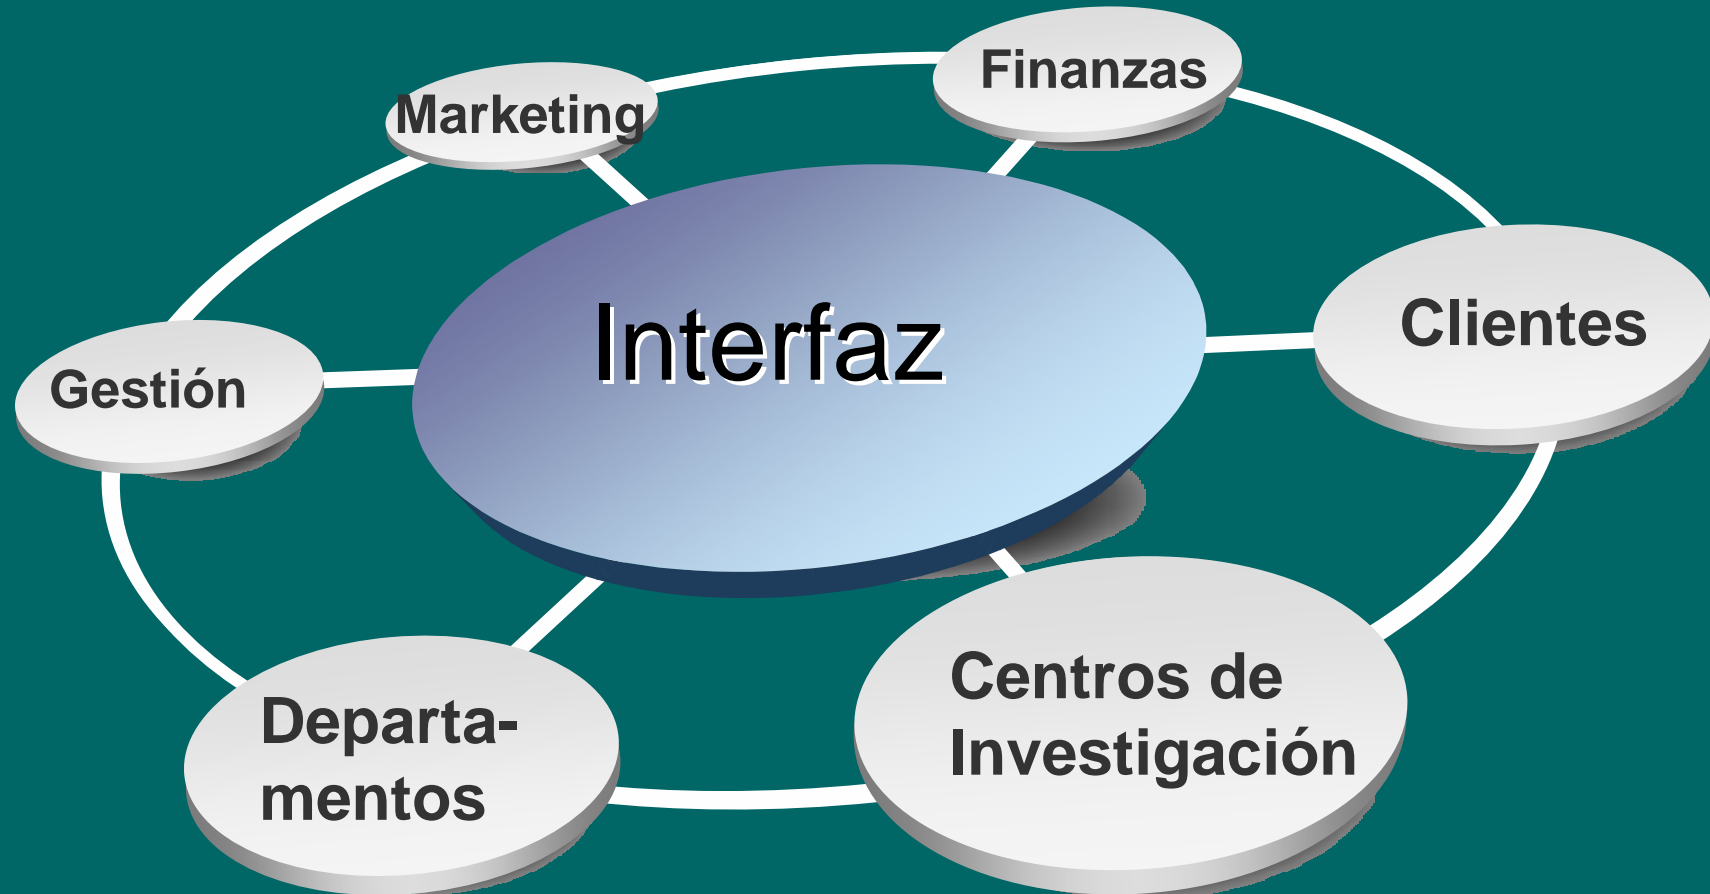 Finanzas
Marketing
Interfaz
Clientes
Gestión
Centros de
Investigación
Departa-
mentos